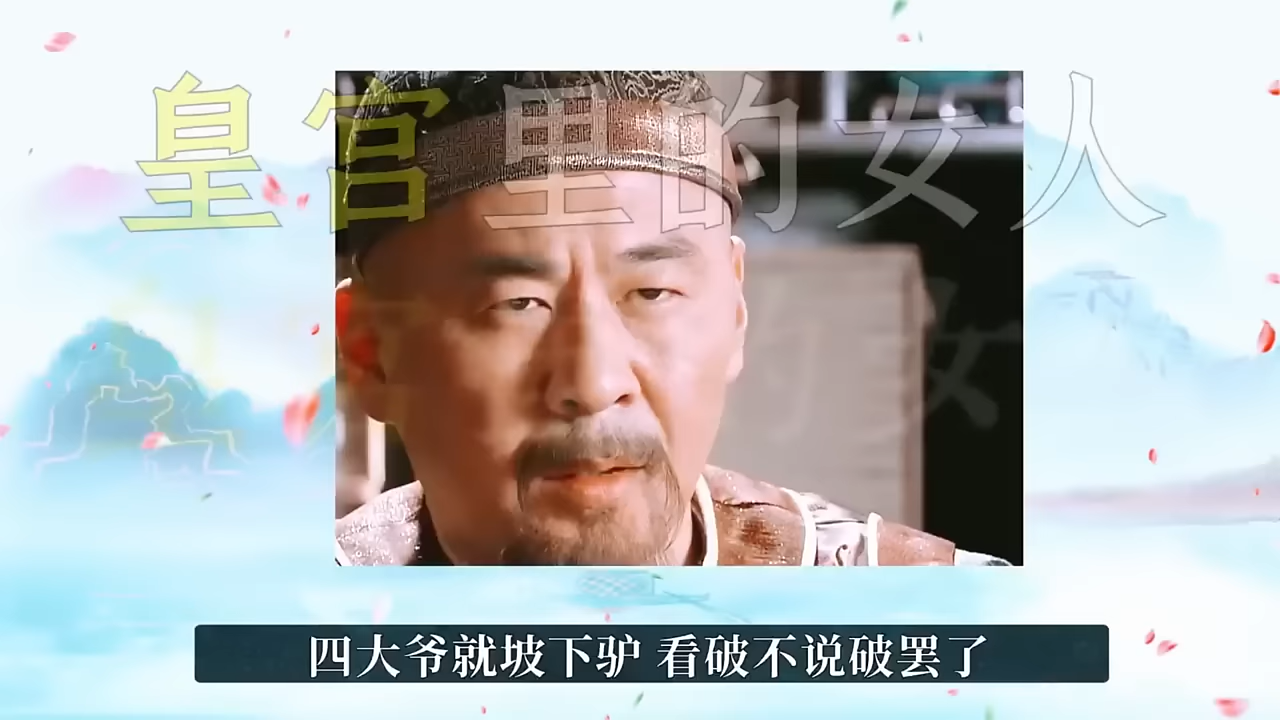 皇宫里的女人
四大爷就坡下驴 看破不说破罢了